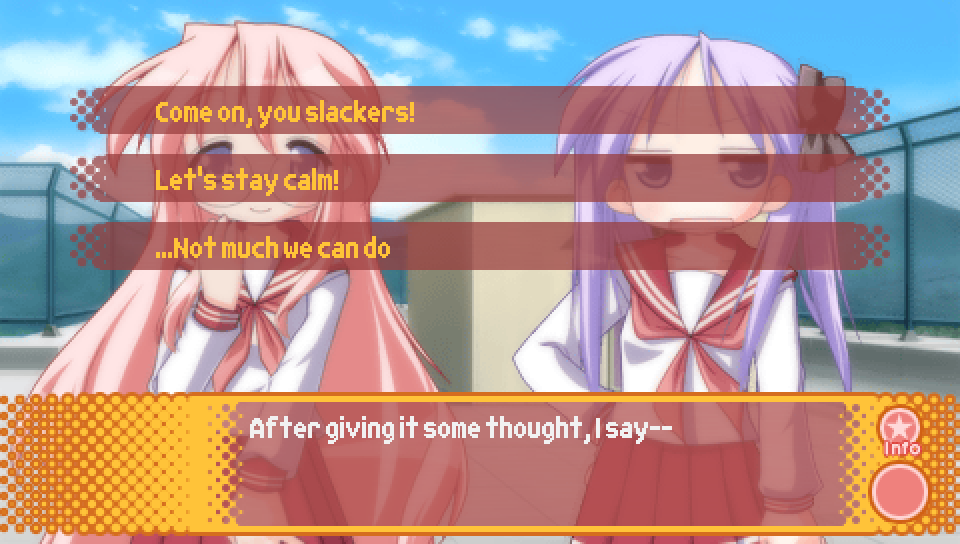 Come on, you slackers!
Let's stay calm!
...Not much we can do
After giving it some thought, I say--
Info